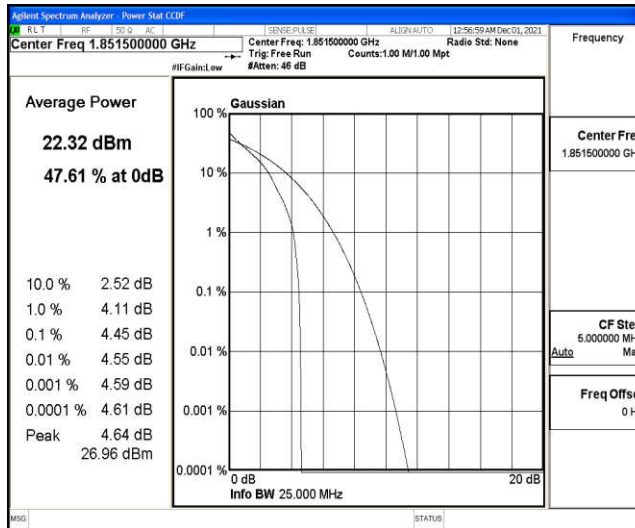 Agilent Spectrum Analyzer - Power Stat CCDF
RLT RF 50 Ω AC SENSE:PULSE ALIGN AUTO 12:56:59 AM Dec 01, 2021
Center Freq 1.851500000 GHz
Center Freq: 1.851500000 GHz Radio Std: None
Trig: Free Run Counts:1.00 M/1.00 Mpt
#IFGain:Low #Atten: 46 dB
Frequency
Average Power
22.32 dBm
47.61 % at 0dB
10.0 % 2.52 dB
1.0 % 4.11 dB
0.1 % 4.45 dB
0.01 % 4.55 dB
0.001 % 4.59 dB
0.0001 % 4.61 dB
Peak 4.64 dB
26.96 dBm
Gaussian
100 %
10 %
1 %
0.1 %
0.01 %
0.001 %
0.0001 %
0 dB 20 dB
Info BW 25.000 MHz
Center Fre
1.851500000 GH
CF Ste
5.000000 MH
Auto Ma
Freq Offse
0 H
MSG STATUS